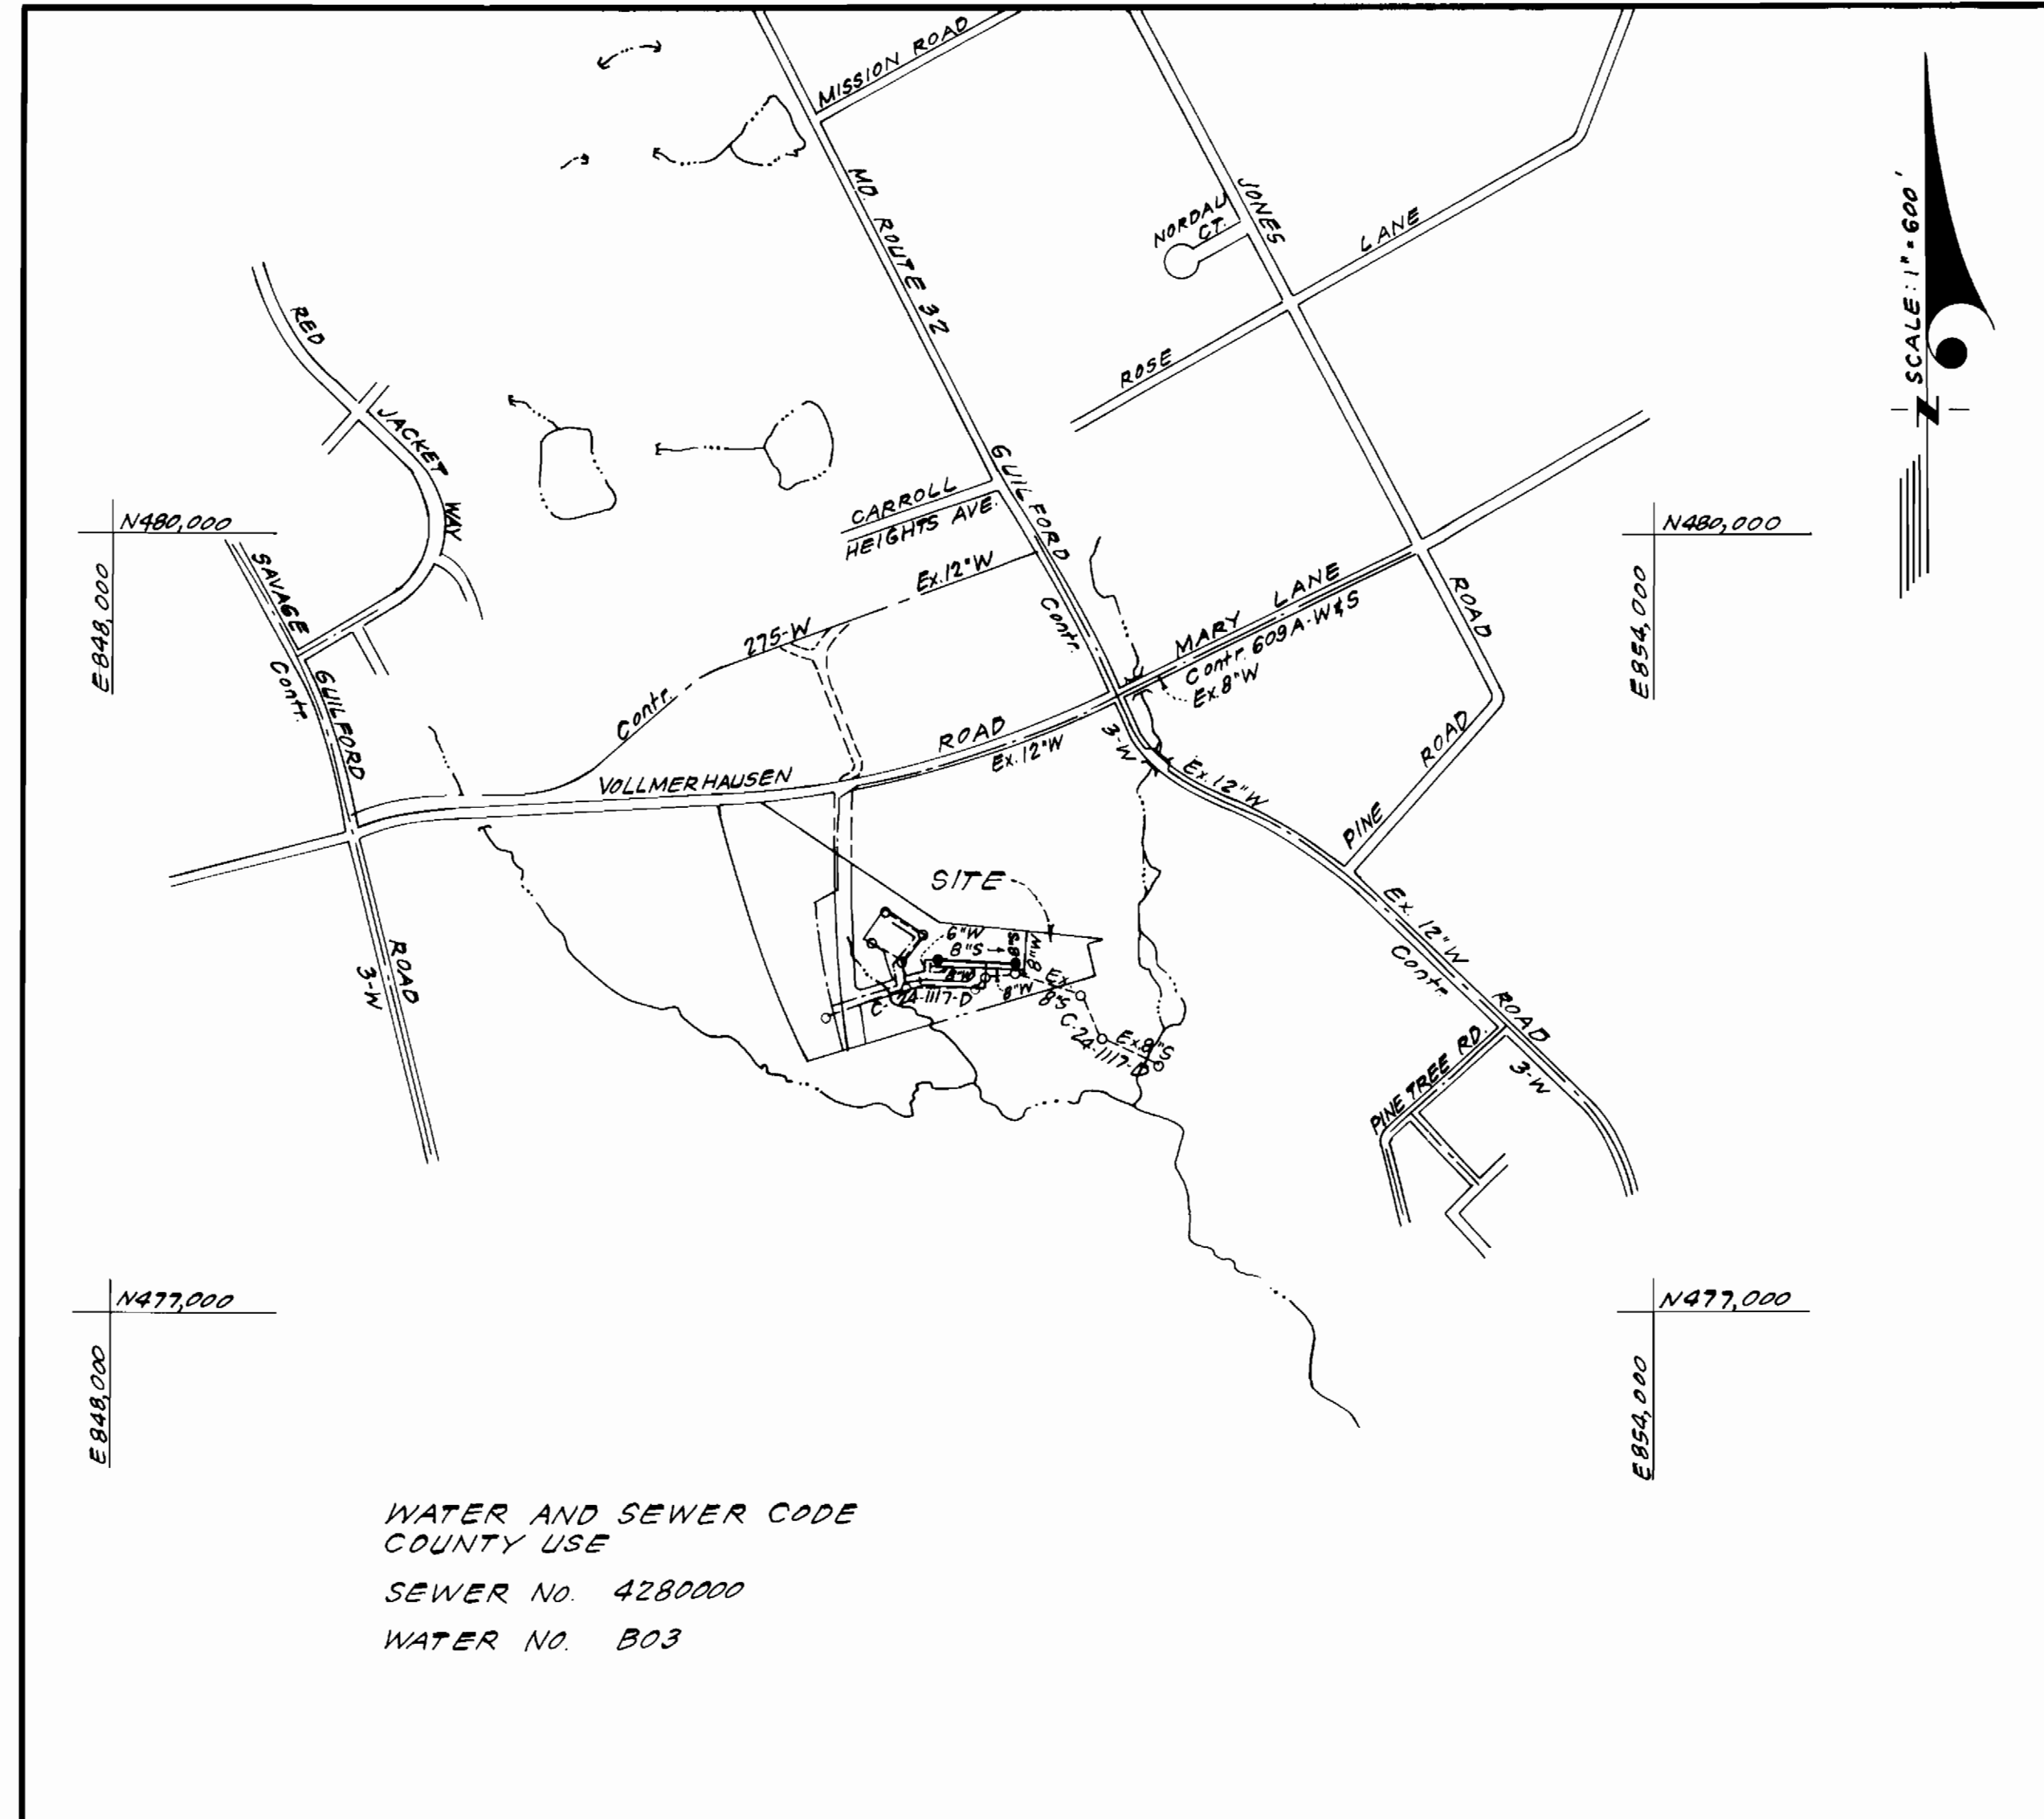 MISSION ROAD
MD. ROUTE 32
JONES
NORDAU
CT.
LANE
ROSE
SCALE: 1" = 600'
N
RED
JACKET
WAY
CARROLL
HEIGHTS AVE.
GUILFORD
N480,000
E848,000
N480,000
E854,000
SAVAGE
GUILFORD
Contr.
Ex. 12"W
275-W
Contr.
Contr.
MARY LANE
Contr. 609A-W&S
Ex. 8"W
ROAD
ROAD
PINE
VOLLMERHAUSEN
ROAD
Ex. 12"W
3-W
Ex. 12"W
SITE
6"W
8"S
8"S
8"W
8"W
Ex.
8"S
C. 24-1117-D
C. 24-1117-D
Ex. 8"S
Ex. 12"W
Contr.
ROAD
3-W
ROAD
3-W
PINE TREE RD.
N477,000
E848,000
N477,000
E854,000
WATER AND SEWER CODE
COUNTY USE
SEWER NO. 4280000
WATER NO. B03